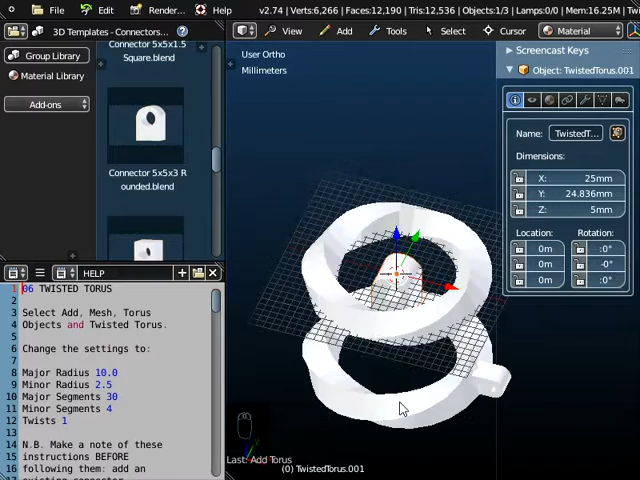 File
Edit
Render
Help
v2.74 | Verts:6,266 | Faces:12,190 | Tris:12,536 | Objects:1/3 | Lamps:0/0 | Mem:16.25M | Tw
3D Templates - Connectors...
View
Add
Tools
Select
Cursor
Group Library
Material Library
Add-ons
Connector 5x5x1.5
Square.blend
Connector 5x5x3 R
ounded.blend
User Ortho
Millimeters
Screencast Keys
Object: TwistedTorus.001
Name:
TwistedT...
Dimensions:
X: 25mm
Y: 24.836mm
Z: 5mm
Location:
Rotation:
0m
:0°
0m
-0°
0m
:0°
HELP
1 06 TWISTED TORUS
2
3 Select Add, Mesh, Torus
4 Objects and Twisted Torus.
5
6 Change the settings to:
7
8 Major Radius 10.0
9 Minor Radius 2.5
10 Major Segments 30
11 Minor Segments 4
12 Twists 1
13
14 N.B. Make a note of these
15 instructions BEFORE
16 following them: add an
Last: Add Torus
(0) TwistedTorus.001